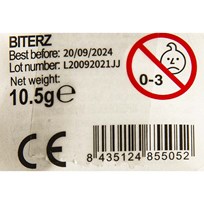 BITERZ
Best before: 20/09/2024
Lot number: L20092021JJ
Net weight:
10.5g℮
0-3
CE
8 435124 855052